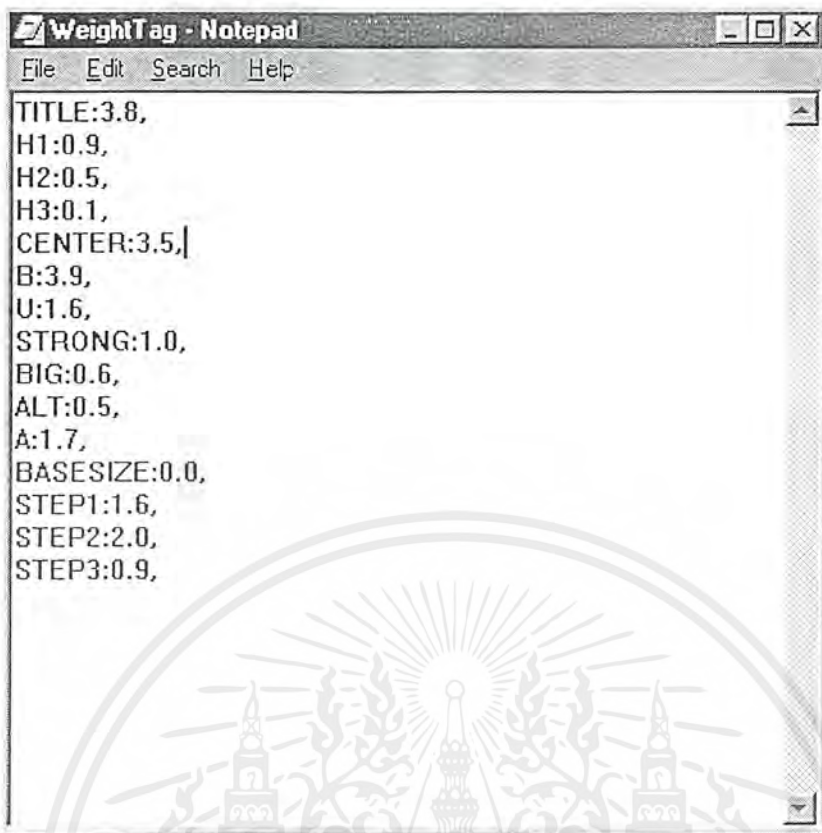 WeightTag - Notepad
File Edit Search Help
TITLE:3.8,
H1:0.9,
H2:0.5,
H3:0.1,
CENTER:3.5,
B:3.9,
U:1.6,
STRONG:1.0,
BIG:0.6,
ALT:0.5,
A:1.7,
BASESIZE:0.0,
STEP1:1.6,
STEP2:2.0,
STEP3:0.9,